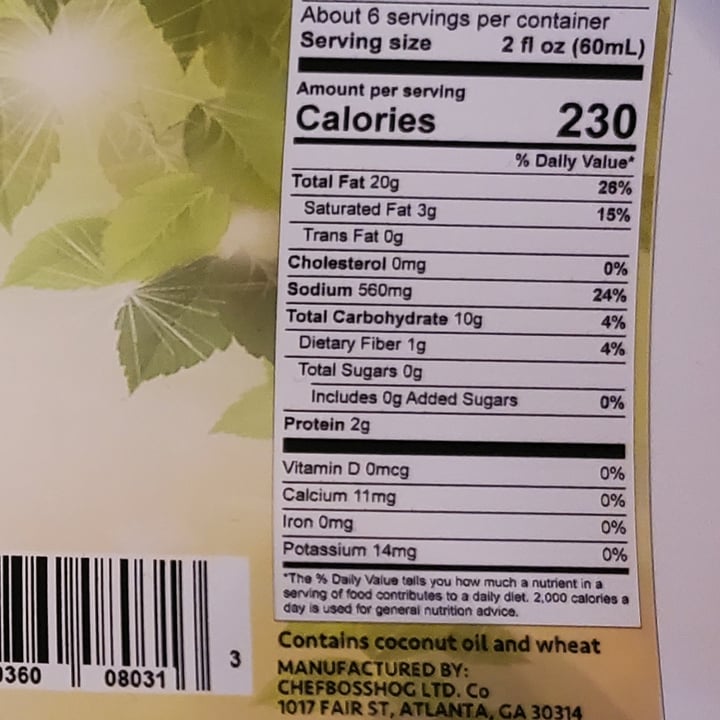 About 6 servings per container
Serving size 2 fl oz (60mL)
Amount per serving
Calories 230
% Daily Value*
Total Fat 20g 26%
Saturated Fat 3g 15%
Trans Fat 0g
Cholesterol 0mg 0%
Sodium 560mg 24%
Total Carbohydrate 10g 4%
Dietary Fiber 1g 4%
Total Sugars 0g
Includes 0g Added Sugars 0%
Protein 2g
Vitamin D 0mcg 0%
Calcium 11mg 0%
Iron 0mg 0%
Potassium 14mg 0%
*The % Daily Value tells you how much a nutrient in a
serving of food contributes to a daily diet. 2,000 calories a
day is used for general nutrition advice.
0360 08031 3
Contains coconut oil and wheat
MANUFACTURED BY:
CHEFBOSSHOG LTD. Co
1017 FAIR ST, ATLANTA, GA 30314